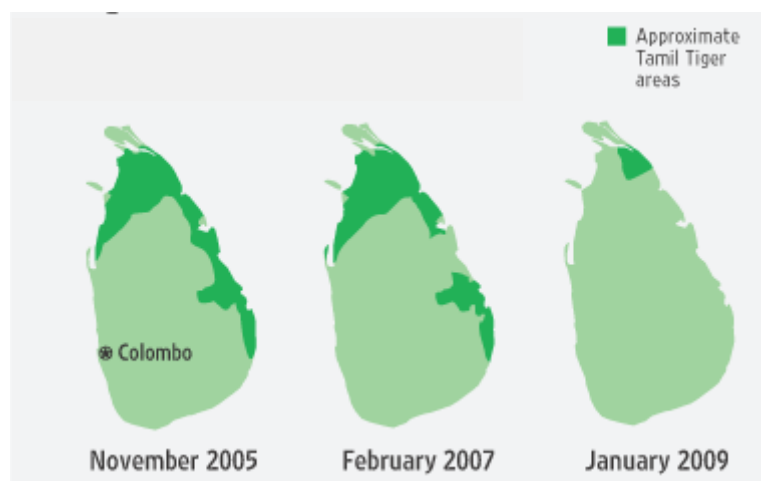 Approximate
Tamil Tiger
areas
Colombo
November 2005
February 2007
January 2009